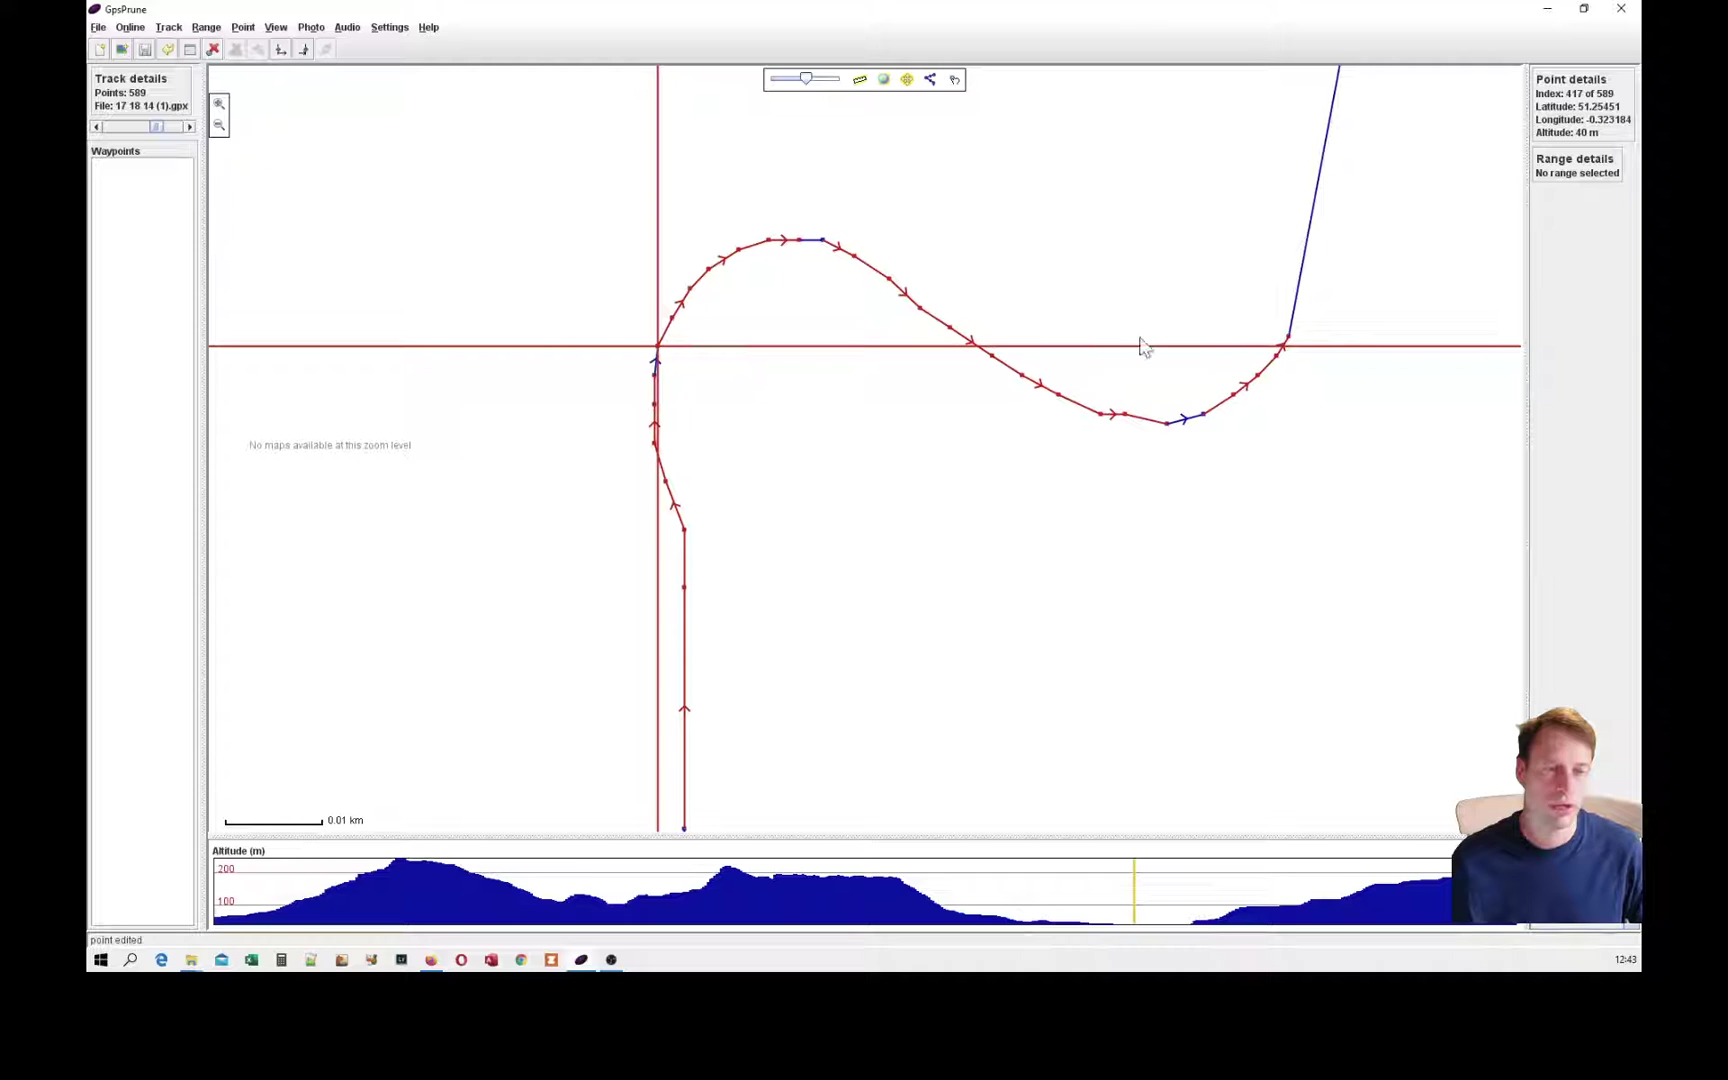 GpsPrune
File Online Track Range Point View Photo Audio Settings Help
Track details
Points: 589
File: 17 18 14 (1).gpx
Waypoints
Point details
Index: 417 of 589
Latitude: 51.25451
Longitude: -0.323184
Altitude: 40 m
Range details
No range selected
No maps available at this zoom level
0.01 km
Altitude (m)
200
100
point edited
12:43